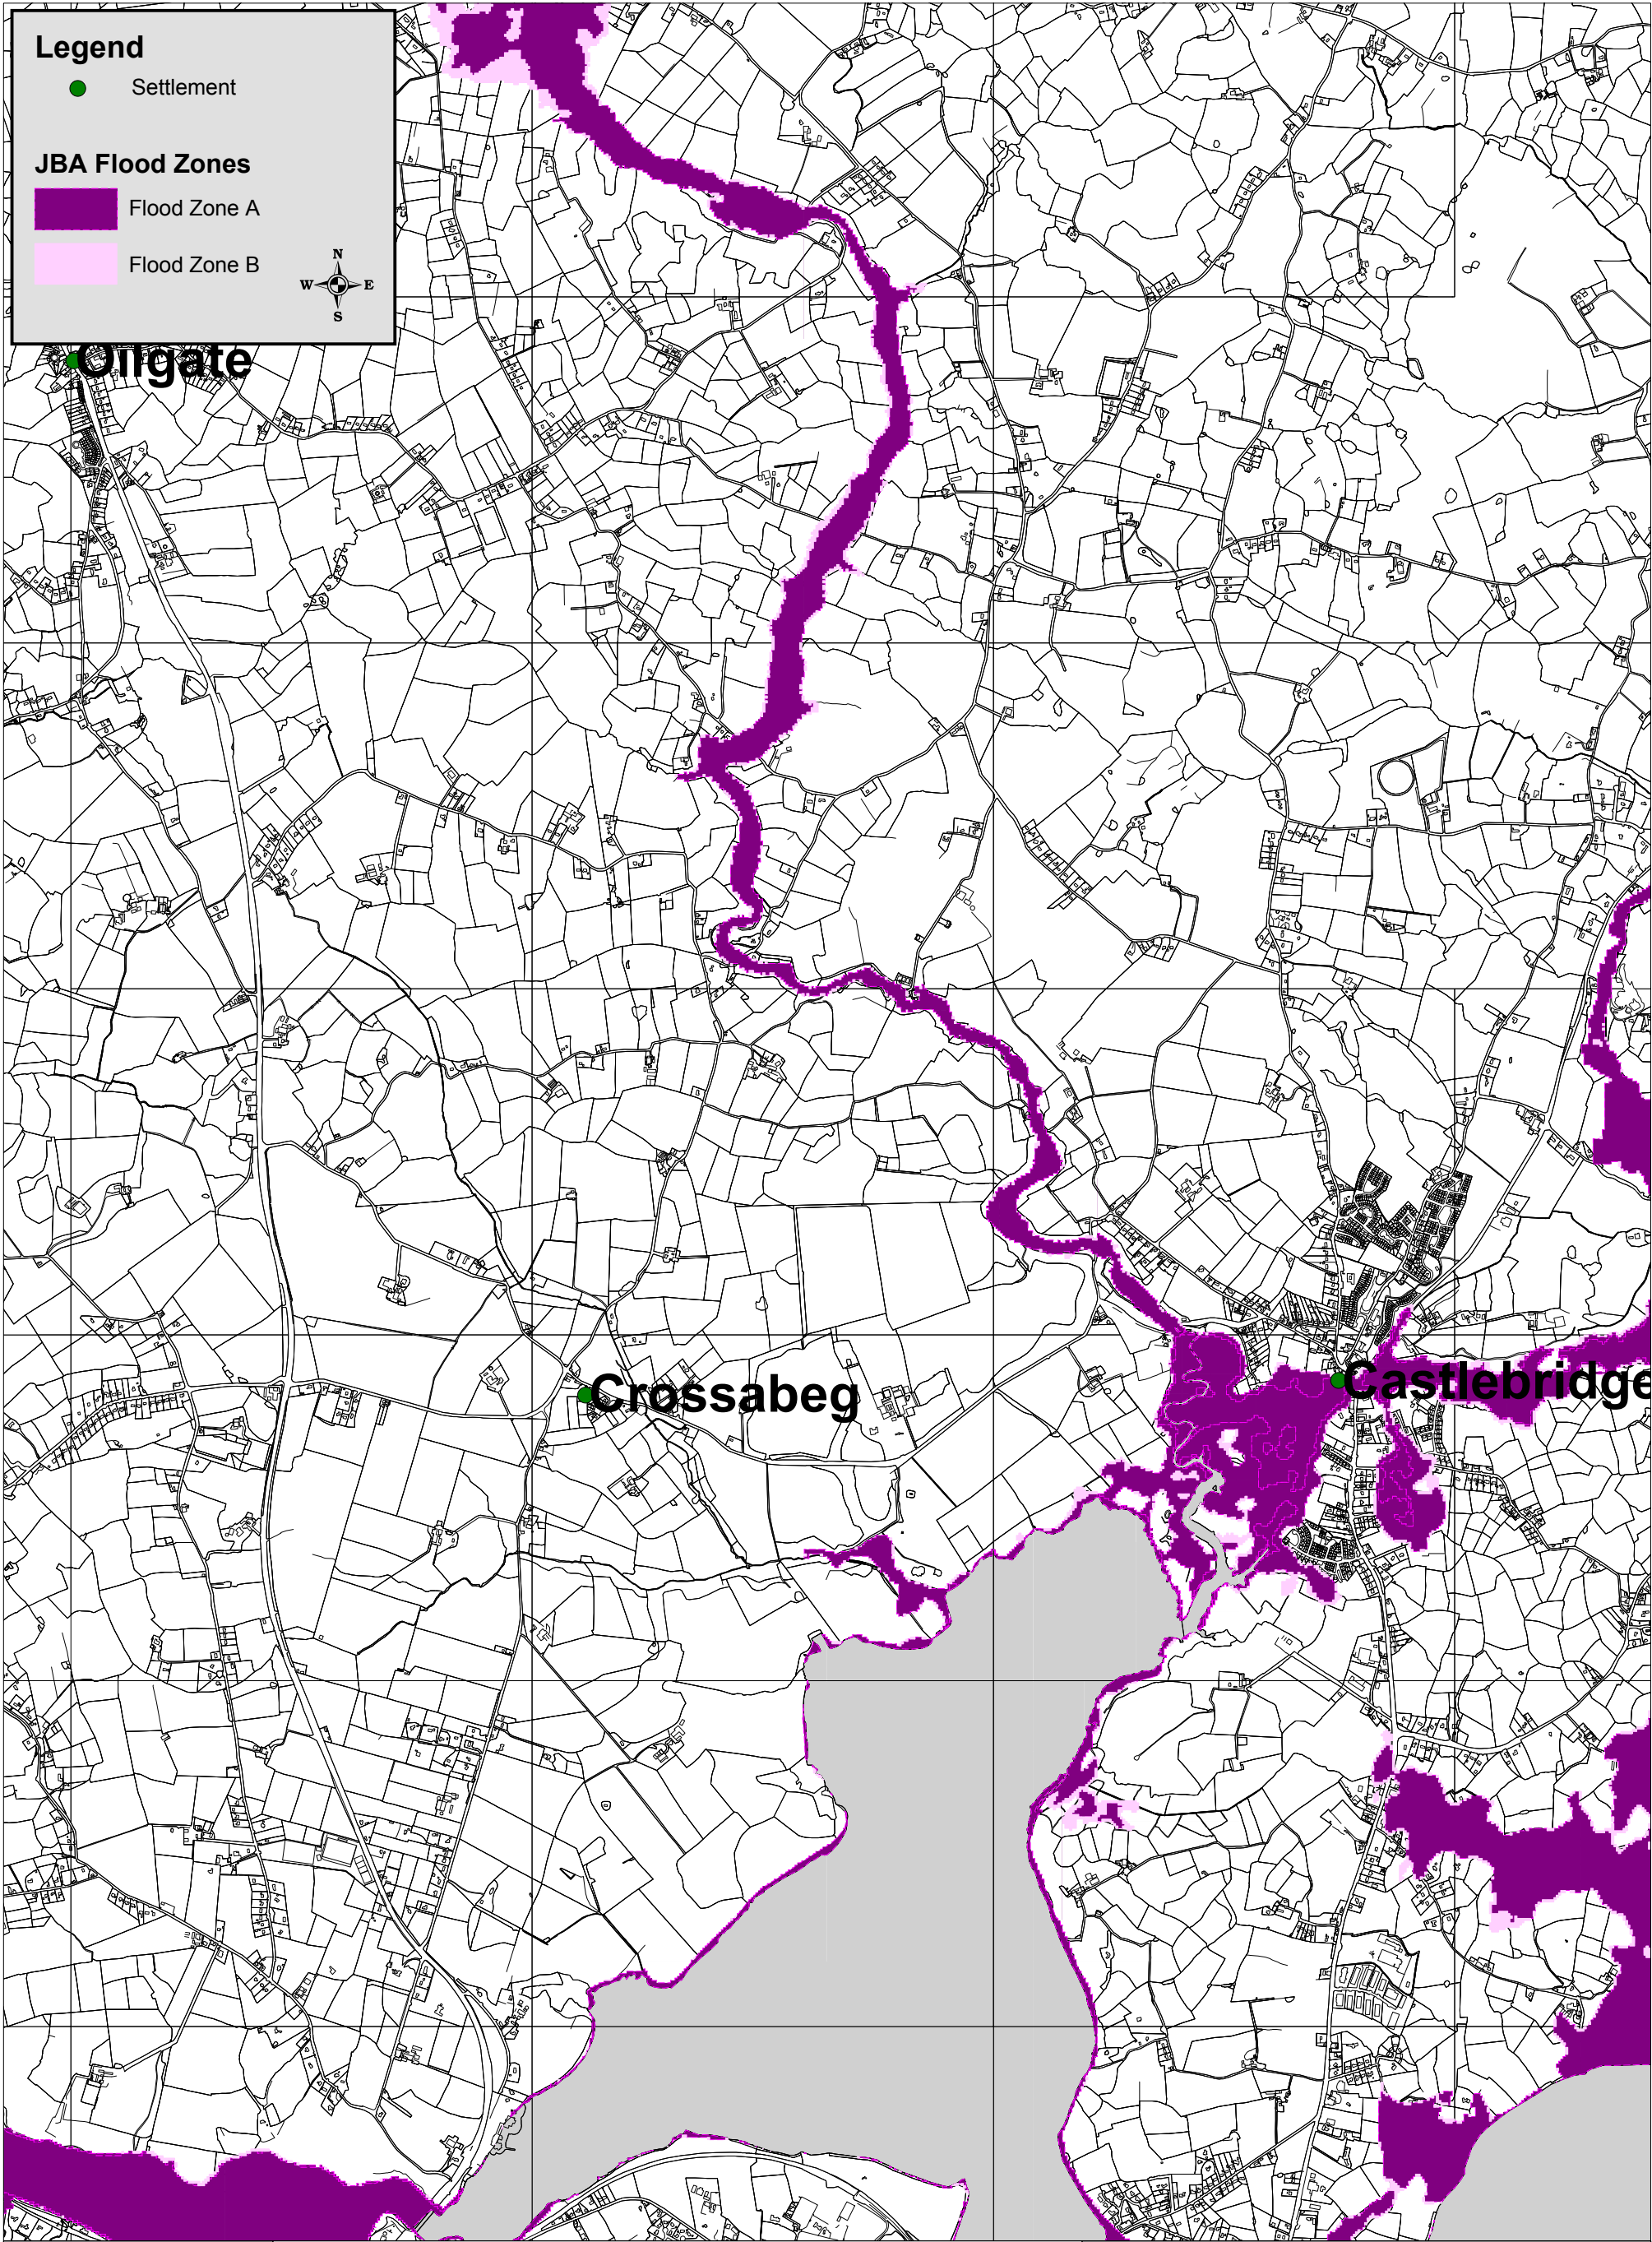 Legend
Settlement
JBA Flood Zones
Flood Zone A
Flood Zone B
N
W E
S
Oilgate
Crossabeg
Castlebridge